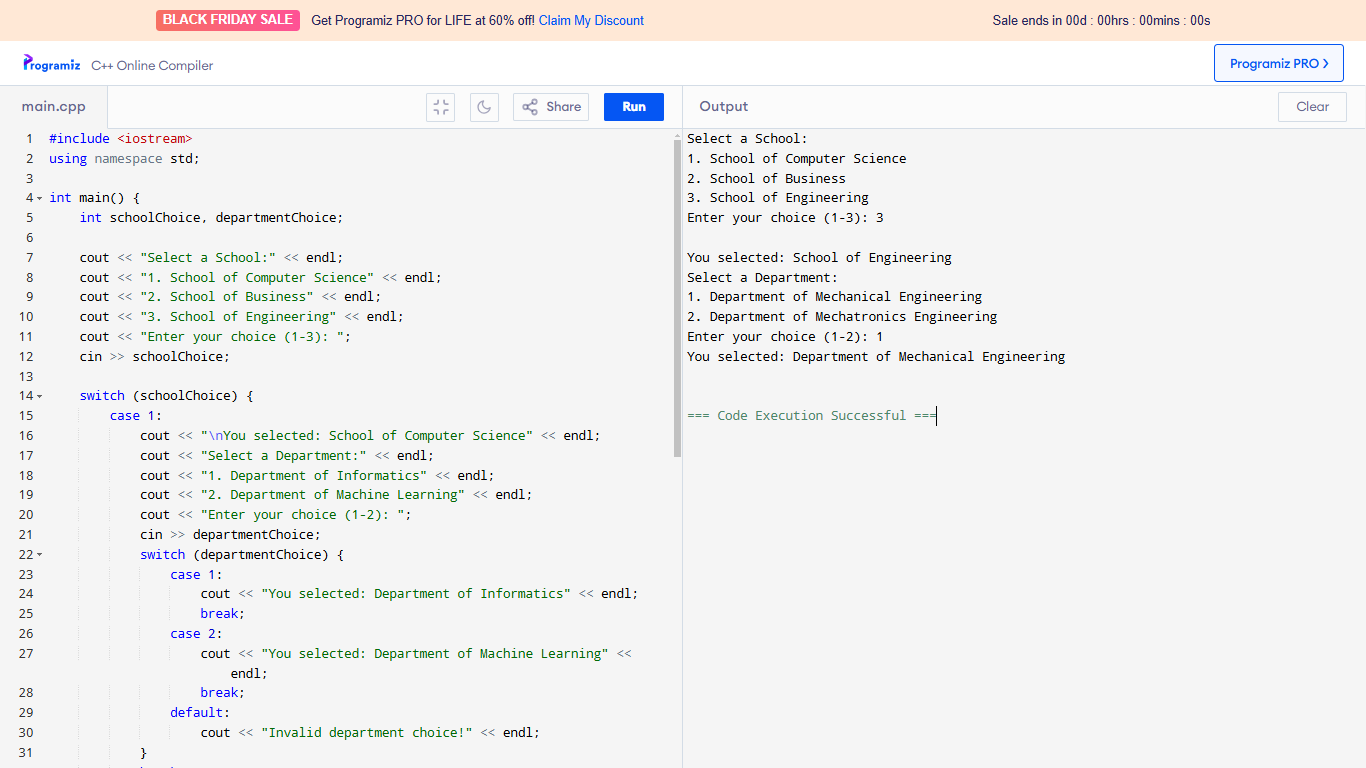 BLACK FRIDAY SALE Get Programiz PRO for LIFE at 60% off! Claim My Discount Sale ends in 00d : 00hrs : 00mins : 00s
Programiz C++ Online Compiler Programiz PRO >
main.cpp Share Run
1 #include <iostream>
2 using namespace std;
3
4 int main() {
5 int schoolChoice, departmentChoice;
6
7 cout << "Select a School:" << endl;
8 cout << "1. School of Computer Science" << endl;
9 cout << "2. School of Business" << endl;
10 cout << "3. School of Engineering" << endl;
11 cout << "Enter your choice (1-3): ";
12 cin >> schoolChoice;
13
14 switch (schoolChoice) {
15 case 1:
16 cout << "\nYou selected: School of Computer Science" << endl;
17 cout << "Select a Department:" << endl;
18 cout << "1. Department of Informatics" << endl;
19 cout << "2. Department of Machine Learning" << endl;
20 cout << "Enter your choice (1-2): ";
21 cin >> departmentChoice;
22 switch (departmentChoice) {
23 case 1:
24 cout << "You selected: Department of Informatics" << endl;
25 break;
26 case 2:
27 cout << "You selected: Department of Machine Learning" <<
endl;
28 break;
29 default:
30 cout << "Invalid department choice!" << endl;
31 }
Output Clear
Select a School:
1. School of Computer Science
2. School of Business
3. School of Engineering
Enter your choice (1-3): 3
You selected: School of Engineering
Select a Department:
1. Department of Mechanical Engineering
2. Department of Mechatronics Engineering
Enter your choice (1-2): 1
You selected: Department of Mechanical Engineering
=== Code Execution Successful ===